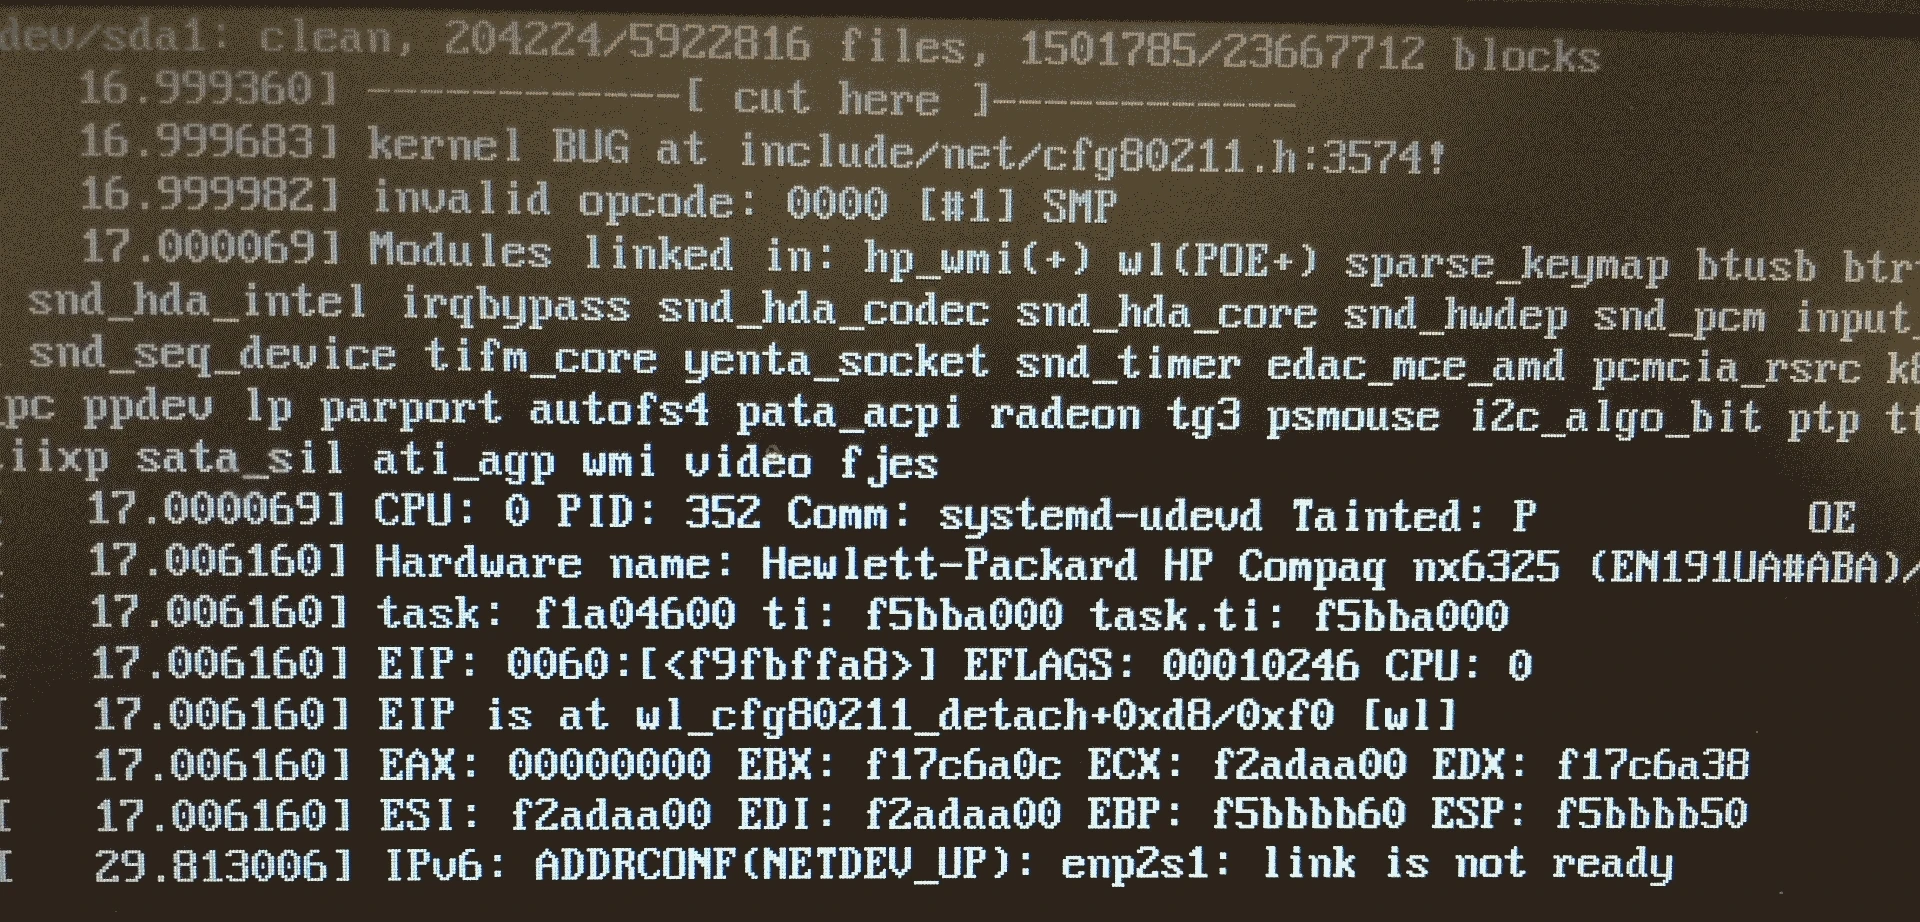 dev/sda1: clean, 204224/5922816 files, 1501785/23667712 blocks
16.999360] ------------[ cut here ]------------
16.999683] kernel BUG at include/net/cfg80211.h:3574!
16.999982] invalid opcode: 0000 [#1] SMP
17.000069] Modules linked in: hp_wmi(+) wl(POE+) sparse_keymap btusb
snd_hda_intel irqbypass snd_hda_codec snd_hda_core snd_hwdep snd_pcm input_
snd_seq_device tifm_core yenta_socket snd_timer edac_mce_amd pcmcia_rsrc
pc ppdev lp parport autofs4 pata_acpi radeon tg3 psmouse i2c_algo_bit ptp
iixp sata_sil ati_agp wmi video fjes
[ 17.000069] CPU: 0 PID: 352 Comm: systemd-udevd Tainted: P OE
[ 17.006160] Hardware name: Hewlett-Packard HP Compaq nx6325 (EN191UA#ABA)/
[ 17.006160] task: f1a04600 ti: f5bba000 task.ti: f5bba000
[ 17.006160] EIP: 0060:[<f9fbffa8>] EFLAGS: 00010246 CPU: 0
[ 17.006160] EIP is at wl_cfg80211_detach+0xd8/0xf0 [wl]
[ 17.006160] EAX: 00000000 EBX: f17c6a0c ECX: f2adaa00 EDX: f17c6a38
[ 17.006160] ESI: f2adaa00 EDI: f2adaa00 EBP: f5bbbb60 ESP: f5bbbb50
[ 29.813006] IPv6: ADDRCONF(NETDEV_UP): enp2s1: link is not ready